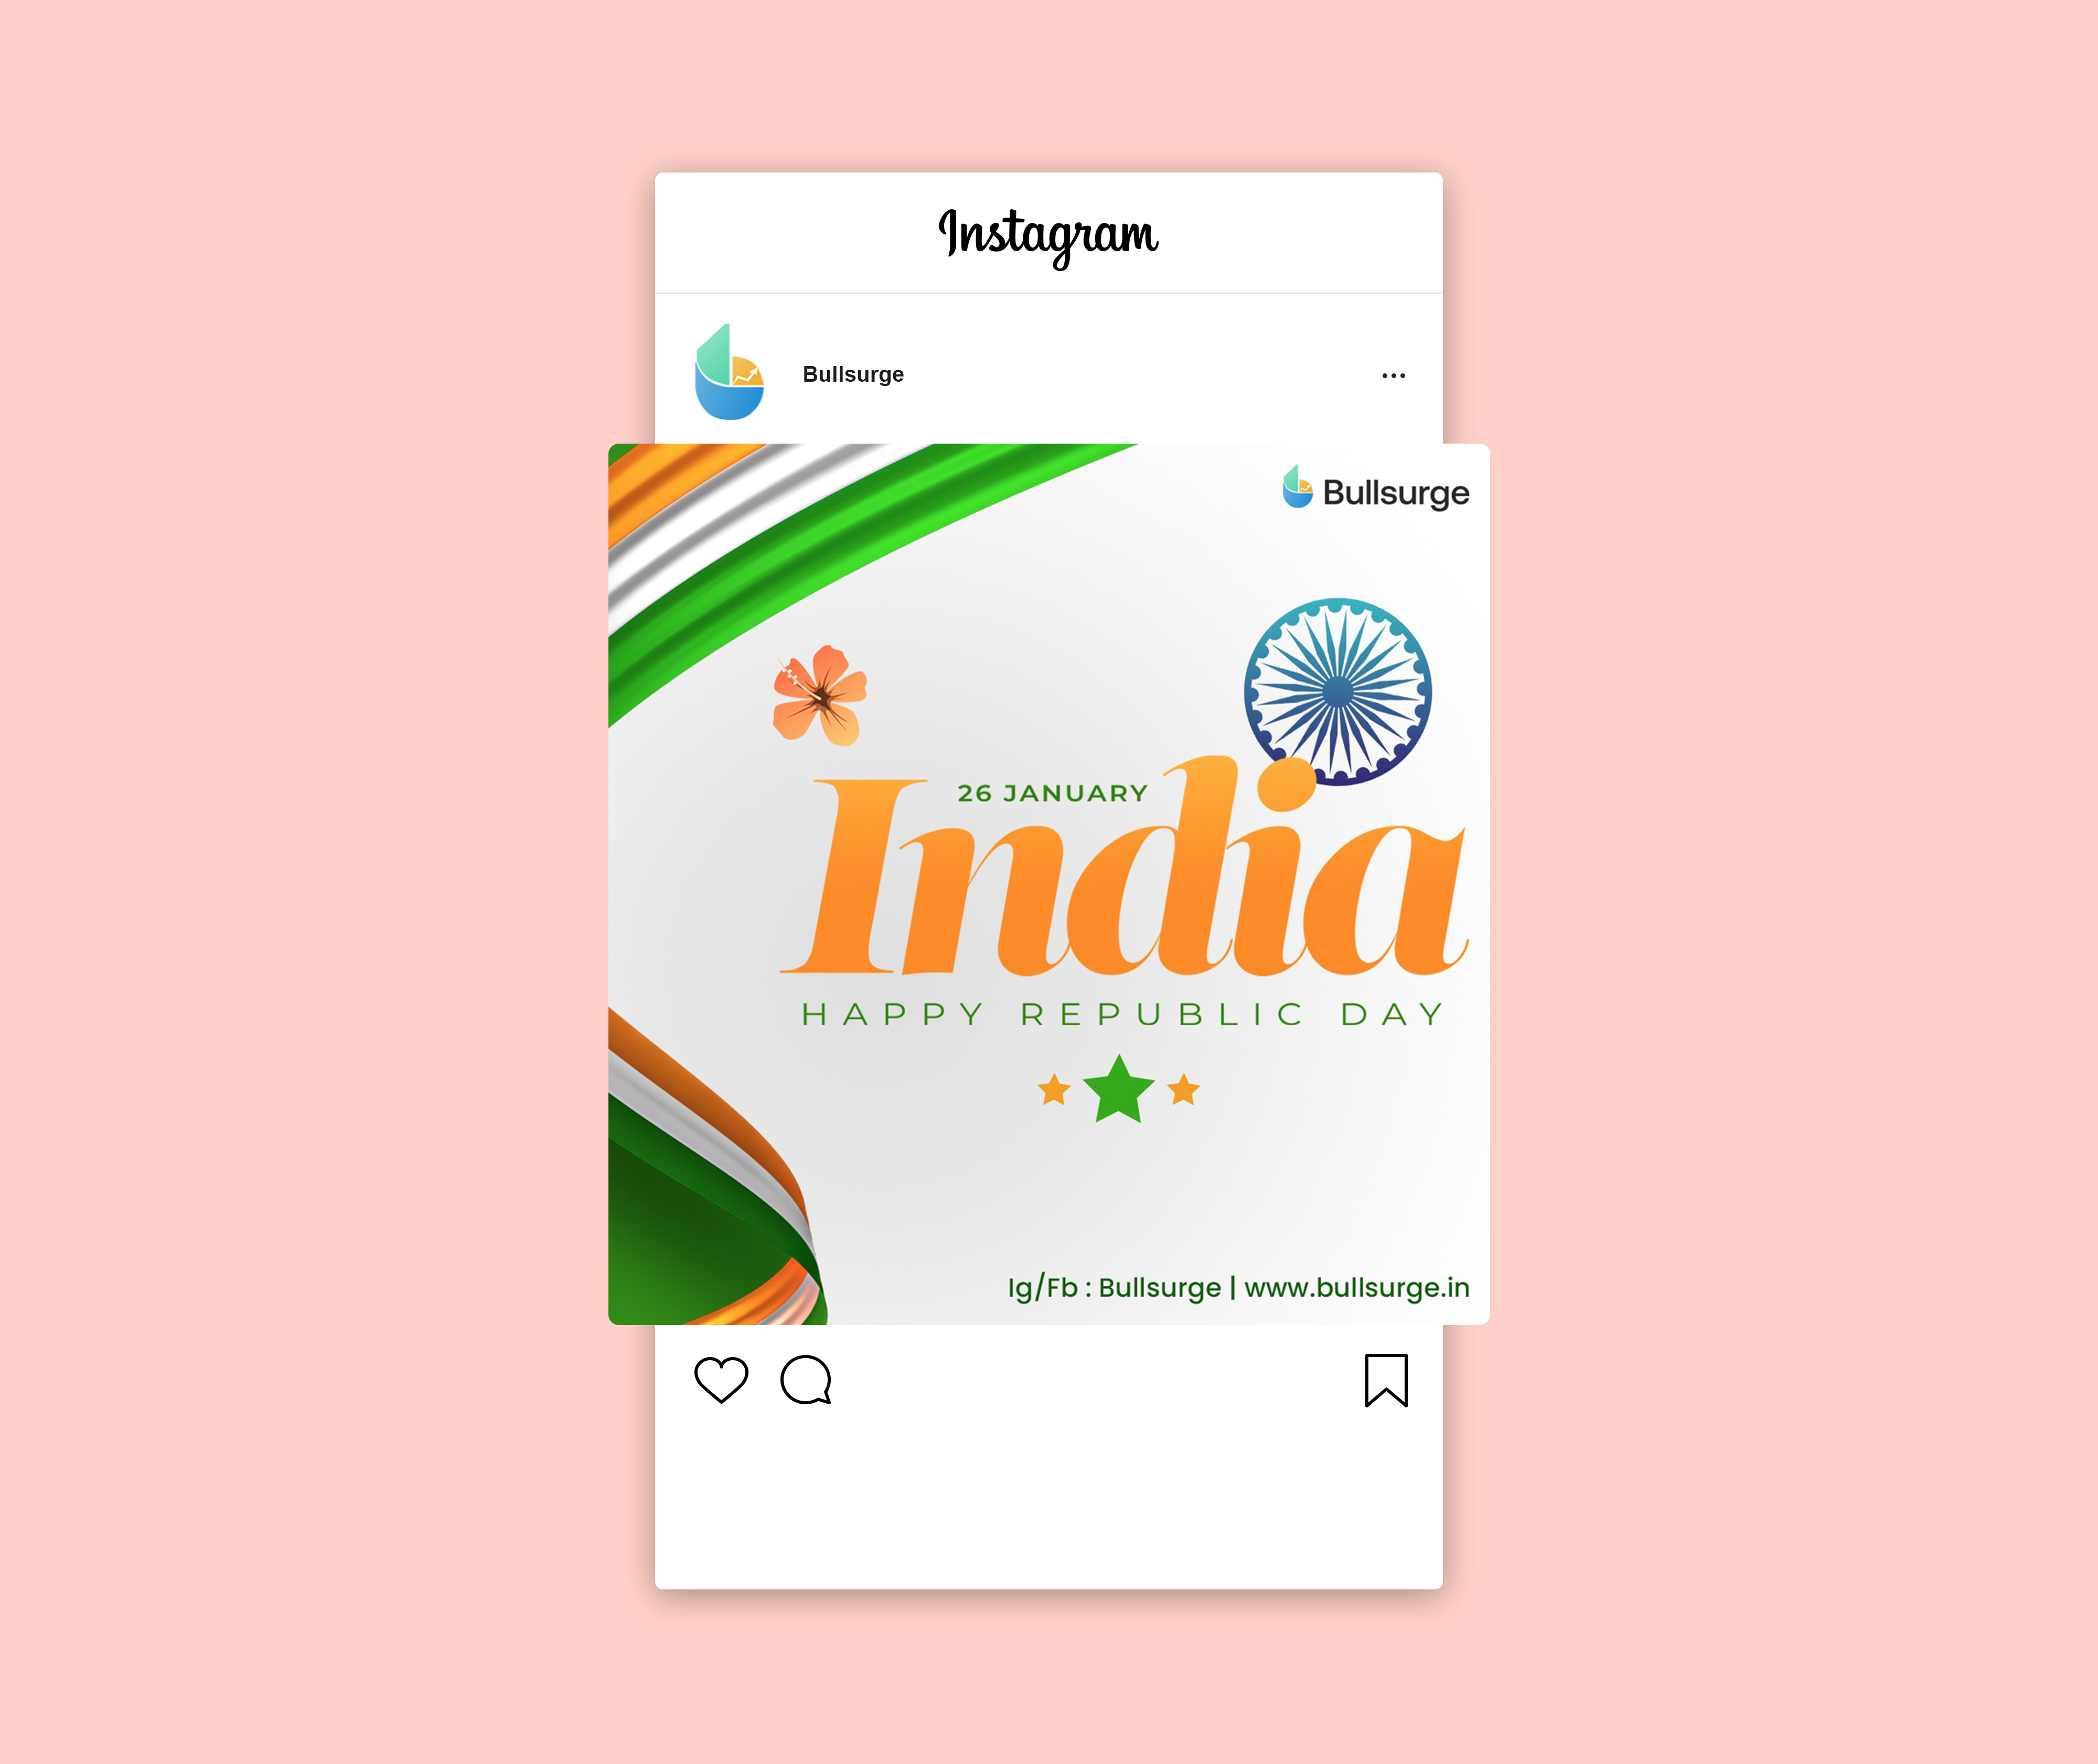 Instagram
Bullsurge
Bullsurge
26 JANUARY
India
HAPPY REPUBLIC DAY
Ig/Fb : Bullsurge | www.bullsurge.in